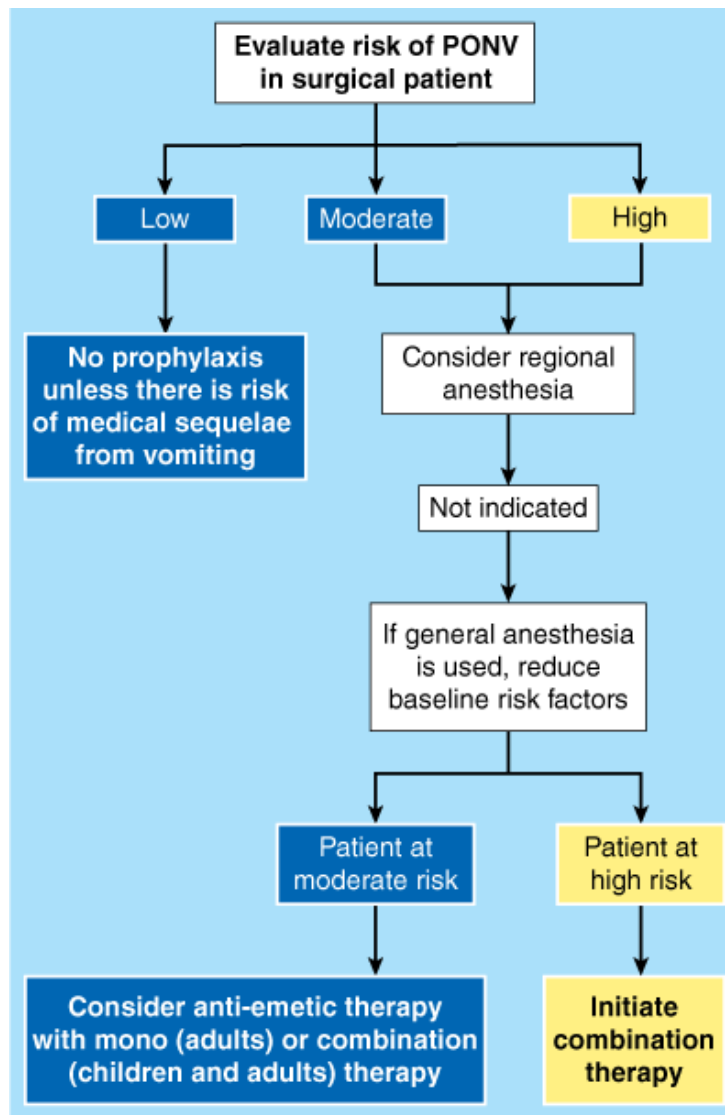 Evaluate risk of PONV
in surgical patient
Low
Moderate
High
No prophylaxis
unless there is risk
of medical sequelae
from vomiting
Consider regional
anesthesia
Not indicated
If general anesthesia
is used, reduce
baseline risk factors
Patient at
moderate risk
Patient at
high risk
Consider anti-emetic therapy
with mono (adults) or combination
(children and adults) therapy
Initiate
combination
therapy